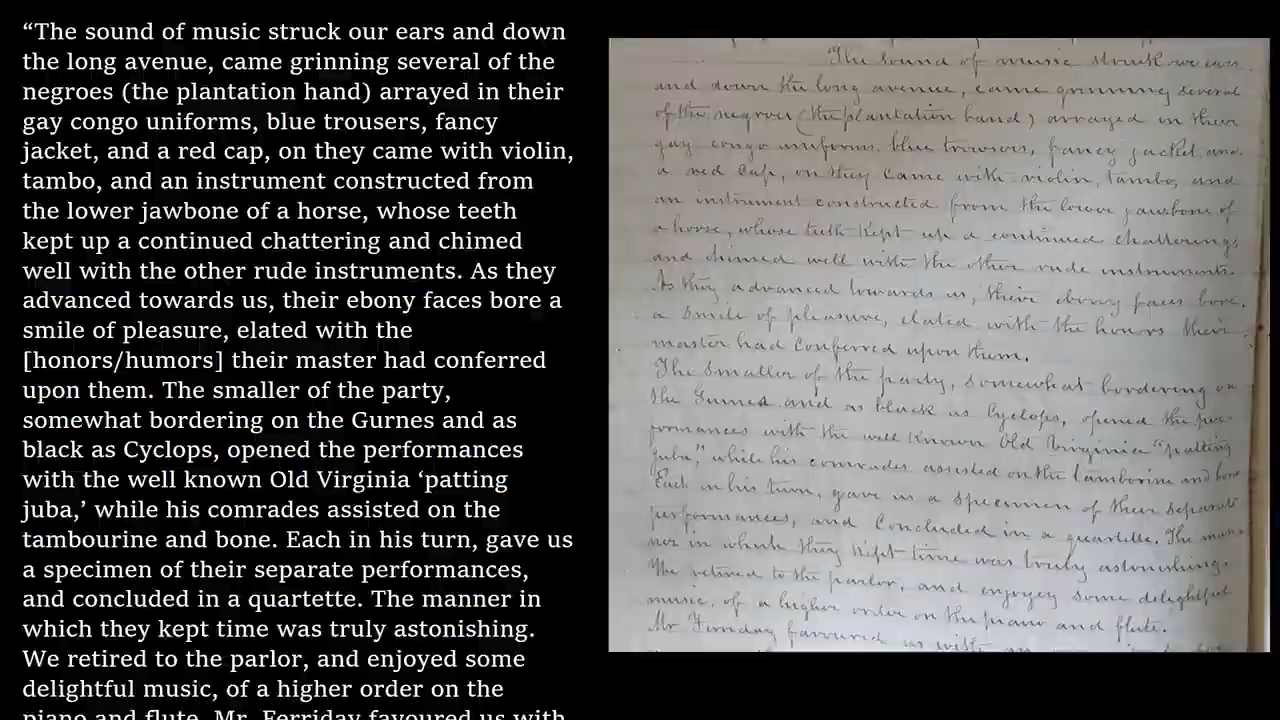 “The sound of music struck our ears and down
the long avenue, came grinning several of the
negroes (the plantation hand) arrayed in their
gay congo uniforms, blue trousers, fancy
jacket, and a red cap, on they came with violin,
tambo, and an instrument constructed from
the lower jawbone of a horse, whose teeth
kept up a continued chattering and chimed
well with the other rude instruments. As they
advanced towards us, their ebony faces bore a
smile of pleasure, elated with the
[honors/humors] their master had conferred
upon them. The smaller of the party,
somewhat bordering on the Gurnes and as
black as Cyclops, opened the performances
with the well known Old Virginia ‘patting
juba,’ while his comrades assisted on the
tambourine and bone. Each in his turn, gave us
a specimen of their separate performances,
and concluded in a quartette. The manner in
which they kept time was truly astonishing.
We retired to the parlor, and enjoyed some
delightful music, of a higher order on the
piano and flute. Mr. Ferriday favoured us with
The sound of music struck our ears
and down the long avenue, came grinning several
of the negroes (the plantation band) arrayed in their
gay congo uniforms. blue trowsers, fancy jacket and.
a red cap, on they came with violin, tambo, and
an instrument constructed from the lower jawbone of
a horse, whose teeth kept up a continued chatterings
and chimed well with the other rude instruments.
As they advanced towards us, their ebony faces bore.
a smile of pleasure, elated with the honors their
master had conferred upon them.
The smaller of the party, somewhat bordering on
the and as black as Cyclops, opened the per-
formances with the well known Old Virginia "patting
juba," while his comrades assisted on the tamborine and bone
Each in his turn, gave us a specimen of their separate
performances, and concluded in a quartette. The man-
ner in which they kept time was truly astonishing.
We retired to the parlor, and enjoyed some delightful
music, of a higher order on the piano and flute.
Mr Ferriday favoured us with an